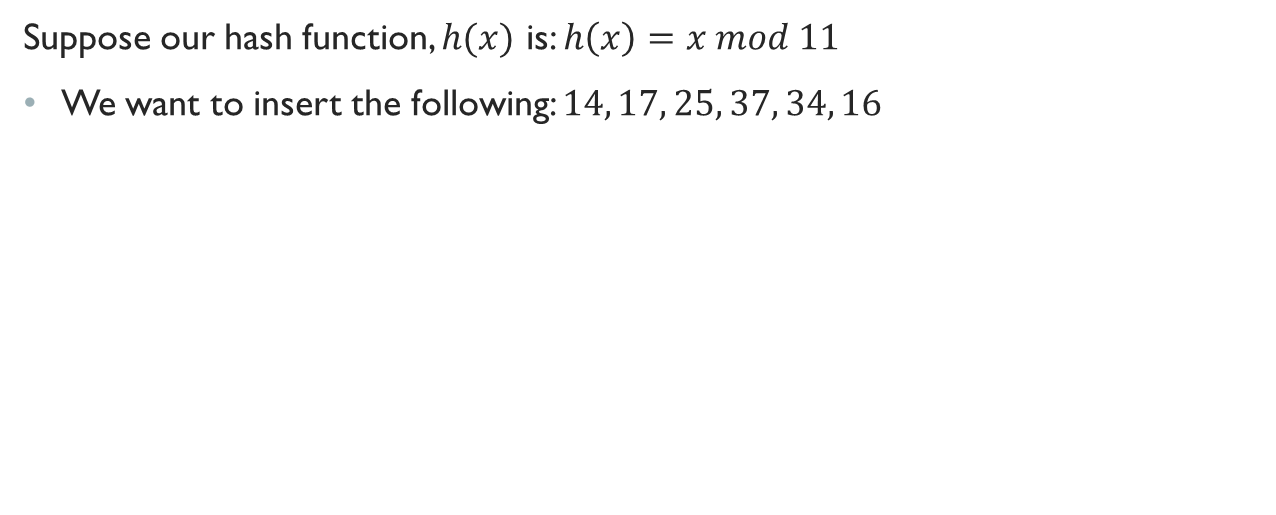 Suppose our hash function, h(x) is: h(x) = x mod 11
• We want to insert the following: 14, 17, 25, 37, 34, 16